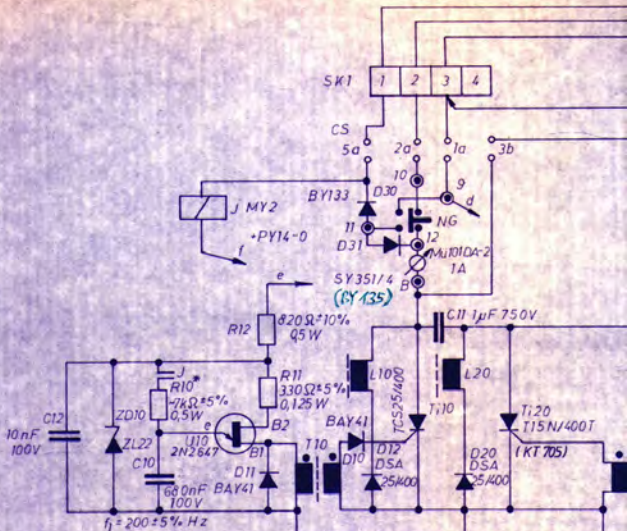 SK1 1 2 3 4
CS 5a 2a 1a 3b
10
9
d
BY133 D30
NG
J MY2
11
+PY14-0
D31
12
f
Mu101DA-2
1A
SY351/4
(BY135)
B
e
C11 1µF 750V
820Ω±10%
0,5W
R12
J
R10*
~7kΩ±5%
0,5W
R11
330Ω±5%
0,125W
L10
L20
TCS25/400
Ti10
Ti20
T15N/400T
(KT705)
C12
10nF
100V
ZD10
ZL22
e
U10
2N2647
B2
B1
T10
BAY41
D10
D12
DSA
25/400
D20
DSA
25/400
C10
680nF
100V
D11
BAY41
f₁=200±5% Hz